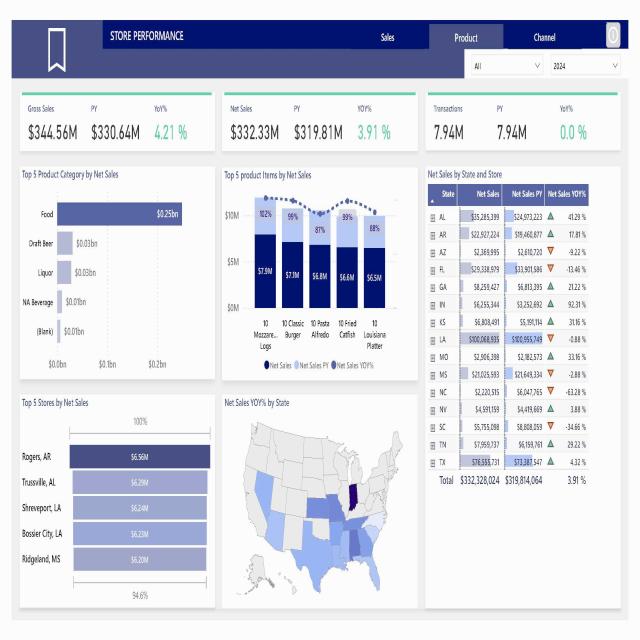 STORE PERFORMANCE
Sales
Product
Channel
All
2024
Gross Sales PY YoY%
$344.56M $330.64M 4.21 %
Net Sales PY YOY%
$332.33M $319.81M 3.91 %
Transactions PY YoY%
7.94M 7.94M 0.0 %
Top 5 Product Category by Net Sales
Food $0.25bn
Draft Beer $0.03bn
Liquor $0.03bn
NA Beverage $0.01bn
(Blank) $0.01bn
$0.0bn $0.1bn $0.2bn
Top 5 product Items by Net Sales
$10M
$5M
$0M
102% 99% 87% 99% 88%
$7.9M $7.1M $6.8M $6.6M $6.5M
10 Mozzare... Logs
10 Classic Burger
10 Pasta Alfredo
10 Fried Catfish
10 Louisiana Platter
Net Sales Net Sales PY Net Sales YOY%
Net Sales by State and Store
State Net Sales Net Sales PY Net Sales YOY%
AL $35,285,399 $24,973,223 41.29 %
AR $22,927,224 $19,460,877 17.81 %
AZ $2,369,995 $2,610,720 -9.22 %
FL $29,338,979 $33,901,586 -13.46 %
GA $8,259,427 $6,813,395 21.22 %
IN $6,255,344 $3,252,692 92.31 %
KS $6,808,491 $5,191,114 31.16 %
LA $100,068,935 $100,955,749 -0.88 %
MO $2,906,398 $2,182,573 33.16 %
MS $21,025,593 $21,649,334 -2.88 %
NC $2,220,515 $6,047,765 -63.28 %
NV $4,591,159 $4,419,669 3.88 %
SC $5,755,098 $8,808,059 -34.66 %
TN $7,959,737 $6,159,761 29.22 %
TX $76,555,731 $73,387,547 4.32 %
Total $332,328,024 $319,814,064 3.91 %
Top 5 Stores by Net Sales
100%
Rogers, AR $6.56M
Trussville, AL $6.29M
Shreveport, LA $6.24M
Bossier City, LA $6.23M
Ridgeland, MS $6.20M
94.6%
Net Sales YOY% by State